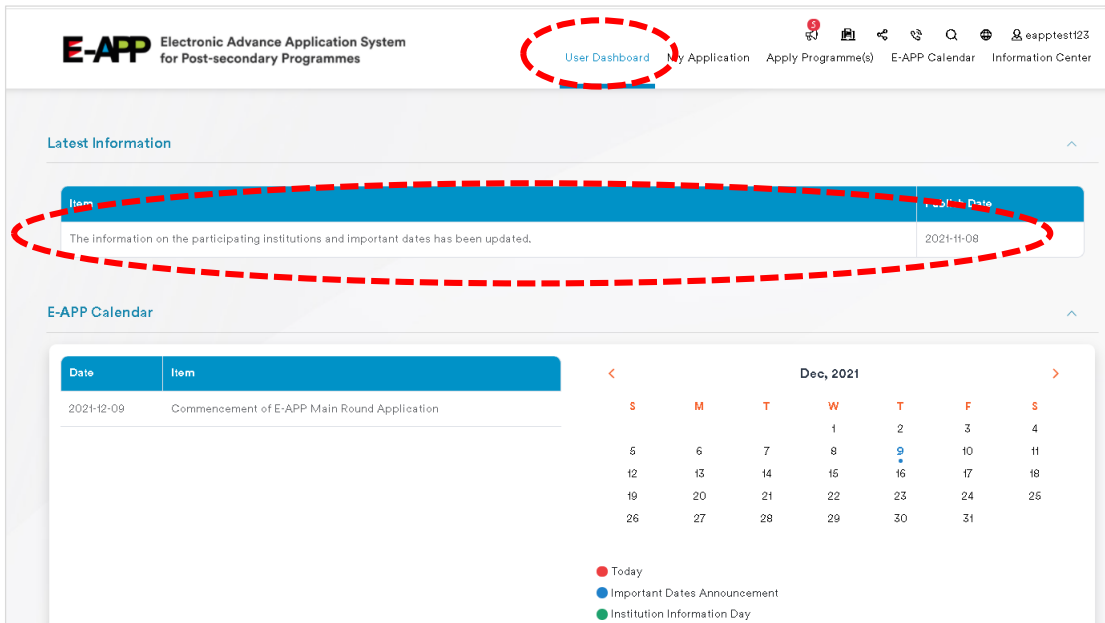 E-APP Electronic Advance Application System
for Post-secondary Programmes
5
eapptest123
User Dashboard My Application Apply Programme(s) E-APP Calendar Information Center
Latest Information
Item Publish Date
The information on the participating institutions and important dates has been updated. 2021-11-08
E-APP Calendar
Date Item
2021-12-09 Commencement of E-APP Main Round Application
Dec, 2021
S M T W T F S
1 2 3 4
5 6 7 8 9 10 11
12 13 14 15 16 17 18
19 20 21 22 23 24 25
26 27 28 29 30 31
Today
Important Dates Announcement
Institution Information Day